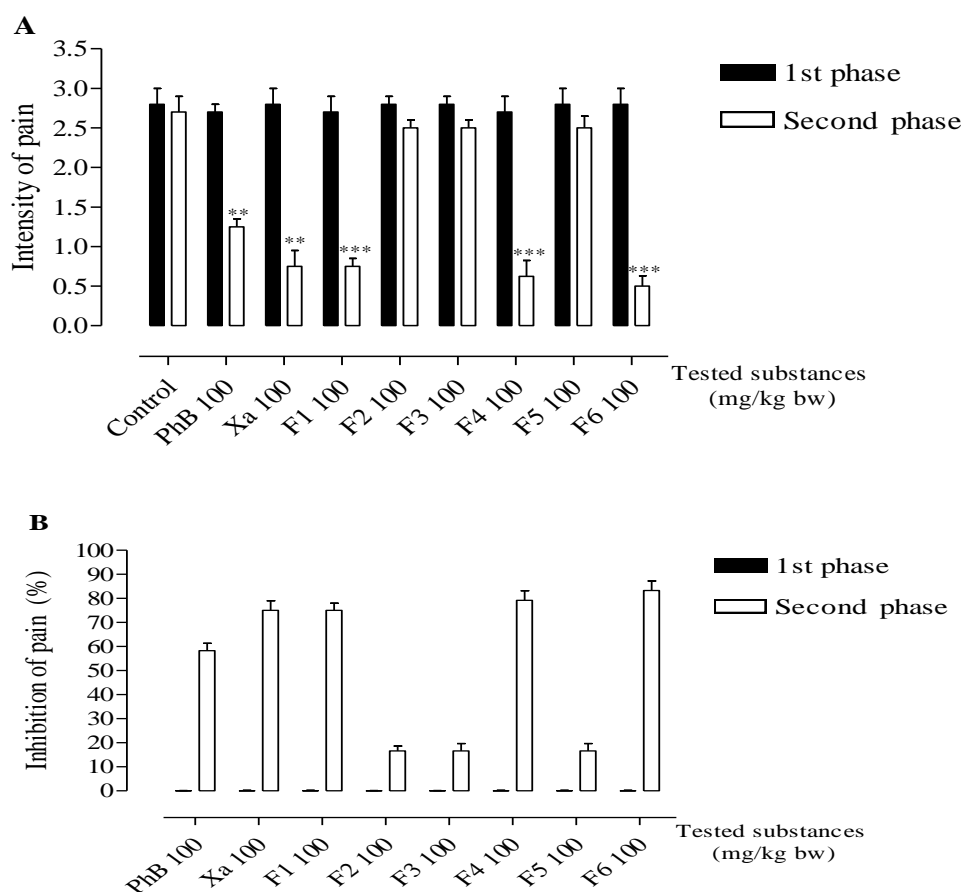 A
3.5
3.0
2.5
2.0
1.5
1.0
0.5
0.0
Intensity of pain
1st phase
Second phase
**
**
***
***
***
Control
PhB 100
Xa 100
F1 100
F2 100
F3 100
F4 100
F5 100
F6 100
Tested substances
(mg/kg bw)
B
100
90
80
70
60
50
40
30
20
10
0
Inhibition of pain (%)
1st phase
Second phase
PhB 100
Xa 100
F1 100
F2 100
F3 100
F4 100
F5 100
F6 100
Tested substances
(mg/kg bw)